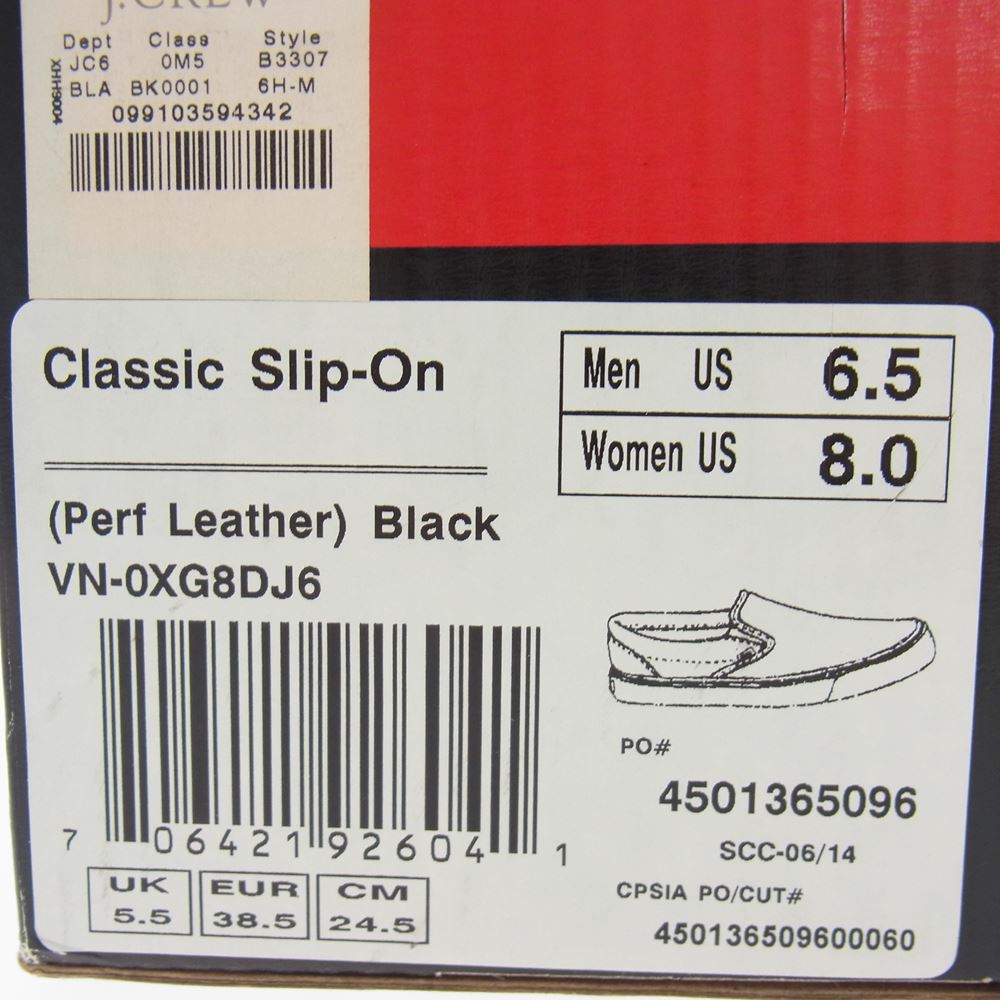 J.CREW
Dept Class Style
JC6 0M5 B3307
BLA BK0001 6H-M
099103594342
XHH9004
Classic Slip-On
Men US 6.5
Women US 8.0
(Perf Leather) Black
VN-0XG8DJ6
7 06421 92604 1
UK EUR CM
5.5 38.5 24.5
PO#
4501365096
SCC-06/14
CPSIA PO/CUT#
450136509600060